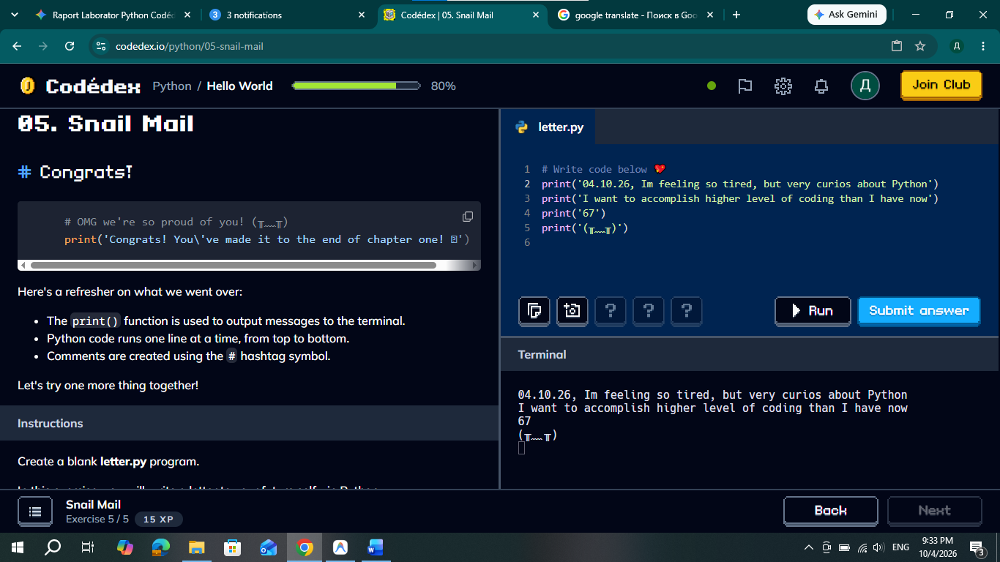 Raport Laborator Python Codéd
3 notifications
Codédex | 05. Snail Mail
google translate - Поиск в Goo
Ask Gemini
codedex.io/python/05-snail-mail
Д
Codédex
Python / Hello World
80%
Д
Join Club
05. Snail Mail
# Congrats!
# OMG we're so proud of you! (╥﹏╥)
print('Congrats! You\'ve made it to the end of chapter one! ')
Here's a refresher on what we went over:
• The print() function is used to output messages to the terminal.
• Python code runs one line at a time, from top to bottom.
• Comments are created using the # hashtag symbol.
Let's try one more thing together!
Instructions
Create a blank letter.py program.
letter.py
1 # Write code below 💖
2 print('04.10.26, Im feeling so tired, but very curios about Python')
3 print('I want to accomplish higher level of coding than I have now')
4 print('67')
5 print('(╥﹏╥)')
6
? ? ?
Run
Submit answer
Terminal
04.10.26, Im feeling so tired, but very curios about Python
I want to accomplish higher level of coding than I have now
67
(╥﹏╥)
Snail Mail
Exercise 5 / 5
15 XP
Back
Next
ENG
9:33 PM
10/4/2026
3